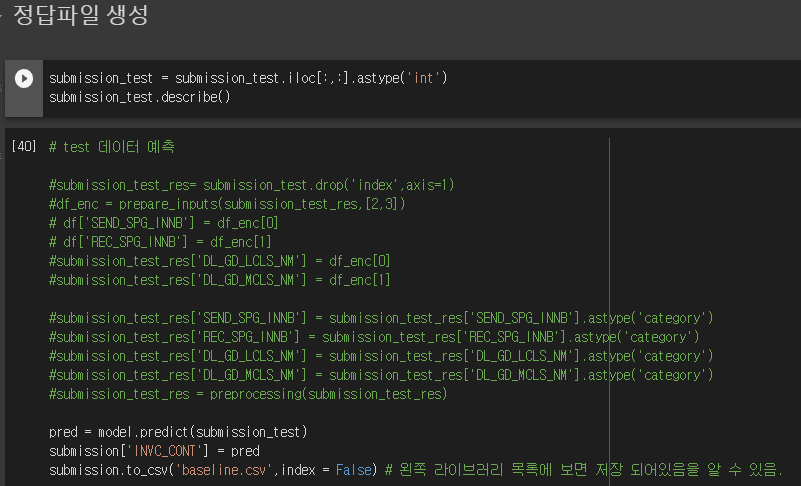 정답파일 생성
submission_test = submission_test.iloc[:,:].astype('int')
submission_test.describe()
[40] # test 데이터 예측
#submission_test_res= submission_test.drop('index',axis=1)
#df_enc = prepare_inputs(submission_test_res,[2,3])
# df['SEND_SPG_INNB'] = df_enc[0]
# df['REC_SPG_INNB'] = df_enc[1]
#submission_test_res['DL_GD_LCLS_NM'] = df_enc[0]
#submission_test_res['DL_GD_MCLS_NM'] = df_enc[1]
#submission_test_res['SEND_SPG_INNB'] = submission_test_res['SEND_SPG_INNB'].astype('category')
#submission_test_res['REC_SPG_INNB'] = submission_test_res['REC_SPG_INNB'].astype('category')
#submission_test_res['DL_GD_LCLS_NM'] = submission_test_res['DL_GD_LCLS_NM'].astype('category')
#submission_test_res['DL_GD_MCLS_NM'] = submission_test_res['DL_GD_MCLS_NM'].astype('category')
#submission_test_res = preprocessing(submission_test_res)
pred = model.predict(submission_test)
submission['INVC_CONT'] = pred
submission.to_csv('baseline.csv',index = False) # 왼쪽 라이브러리 목록에 보면 저장 되어있음을 알 수 있음.